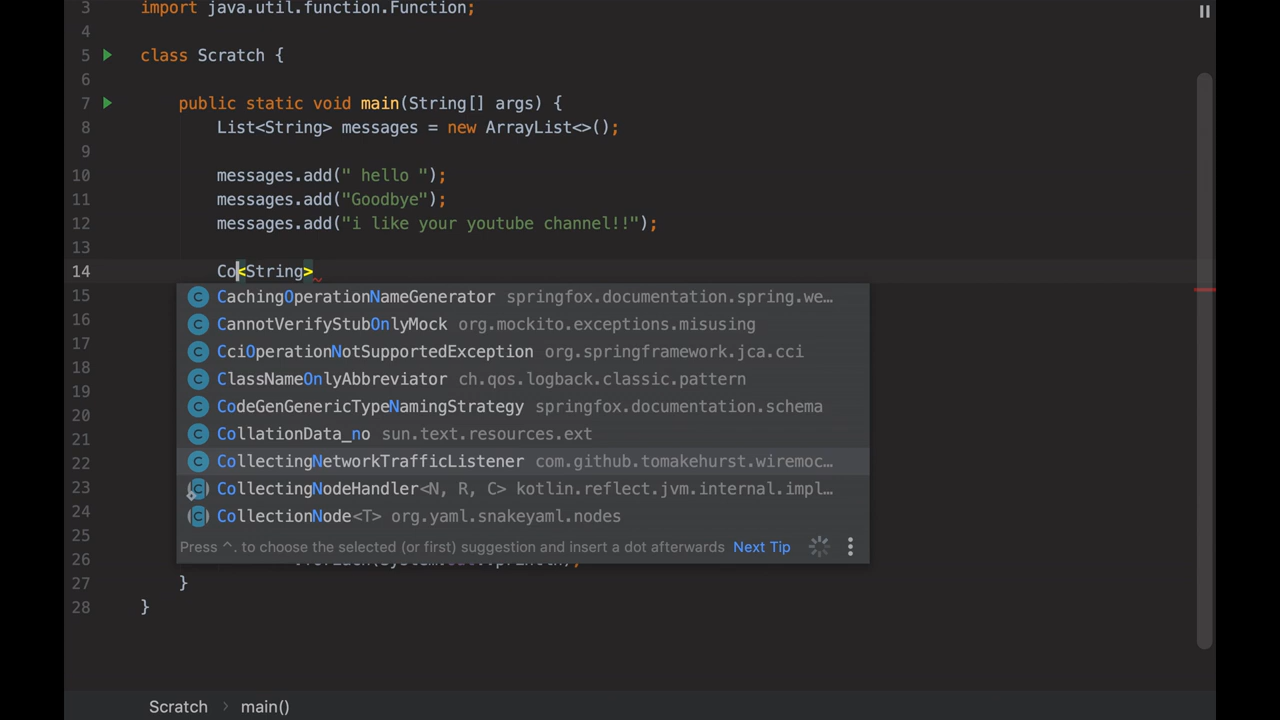 3 import java.util.function.Function;
4
5 class Scratch {
6
7 public static void main(String[] args) {
8 List<String> messages = new ArrayList<>();
9
10 messages.add(" hello ");
11 messages.add("Goodbye");
12 messages.add("i like your youtube channel!!");
13
14 Co<String>
15 CachingOperationNameGenerator springfox.documentation.spring.we…
16 CannotVerifyStubOnlyMock org.mockito.exceptions.misusing
17 CciOperationNotSupportedException org.springframework.jca.cci
18 ClassNameOnlyAbbreviator ch.qos.logback.classic.pattern
19
20 CodeGenGenericTypeNamingStrategy springfox.documentation.schema
21 CollationData_no sun.text.resources.ext
22 CollectingNetworkTrafficListener com.github.tomakehurst.wiremoc…
23 CollectingNodeHandler<N, R, C> kotlin.reflect.jvm.internal.impl…
24 CollectionNode<T> org.yaml.snakeyaml.nodes
25 Press ^. to choose the selected (or first) suggestion and insert a dot afterwards Next Tip
26
27 }
28 }
Scratch › main()